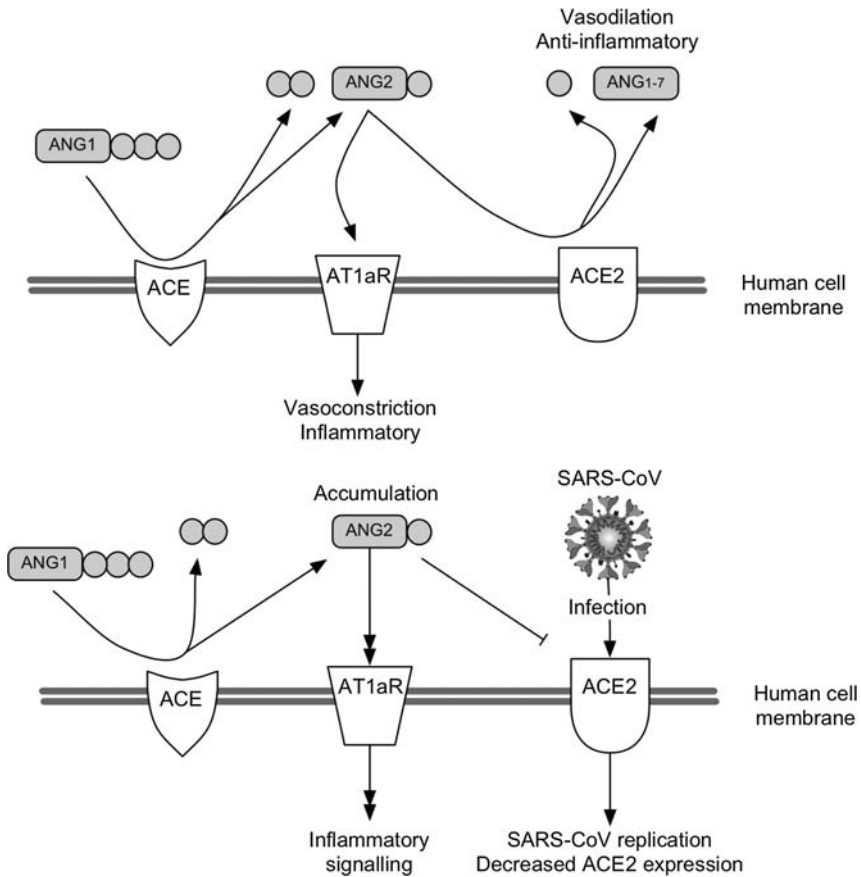 Vasodilation
Anti-inflammatory
ANG2
ANG1-7
ANG1
ACE
AT1aR
ACE2
Human cell
membrane
Vasoconstriction
Inflammatory
SARS-CoV
Accumulation
ANG2
ANG1
Infection
ACE
AT1aR
ACE2
Human cell
membrane
Inflammatory
signalling
SARS-CoV replication
Decreased ACE2 expression